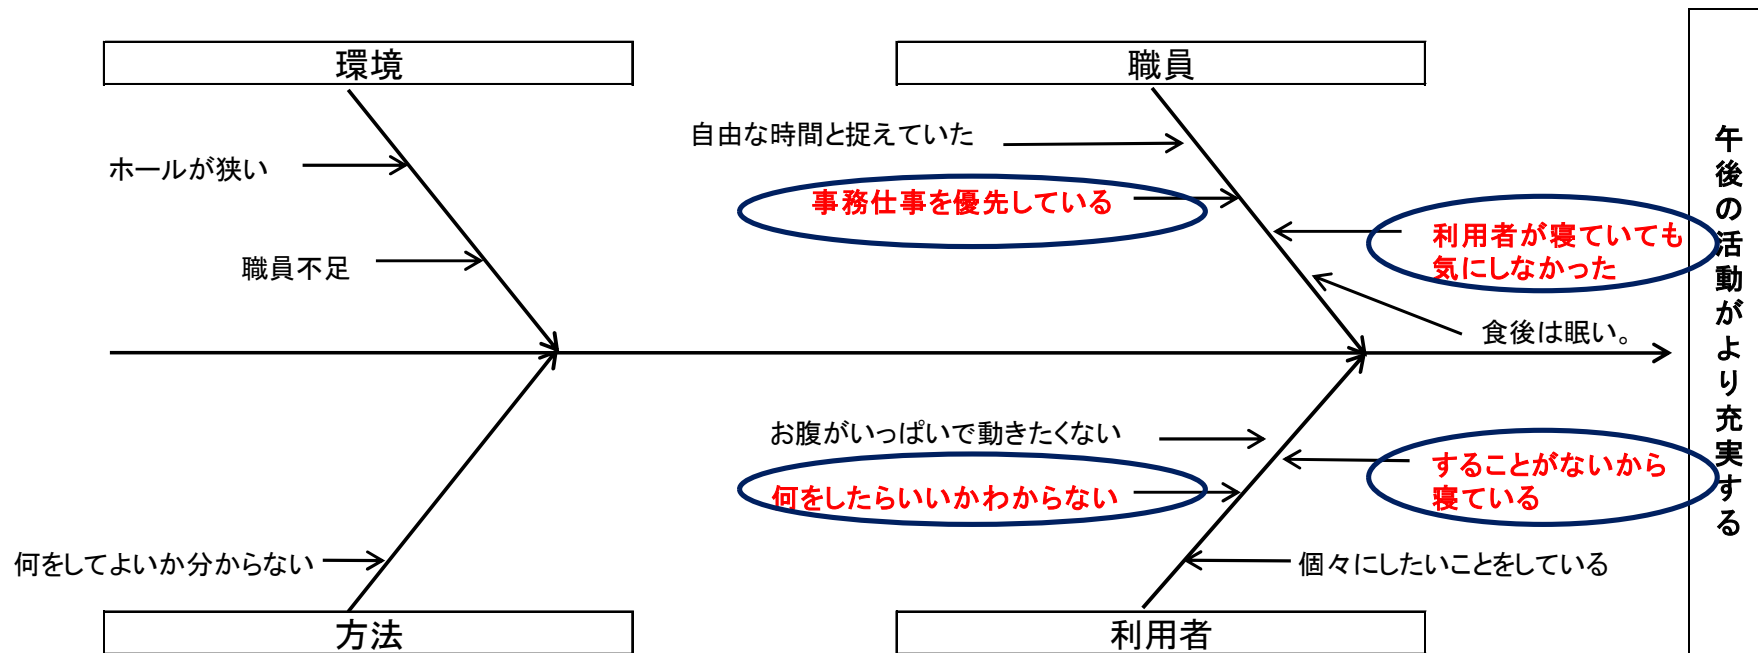 環境
職員
自由な時間と捉えていた
ホールが狭い
事務仕事を優先している
利用者が寝ていても
気にしなかった
職員不足
食後は眠い。
午後の活動がより充実する
お腹がいっぱいで動きたくない
することがないから
寝ている
何をしたらいいかわからない
何をしてよいか分からない
個々にしたいことをしている
方法
利用者